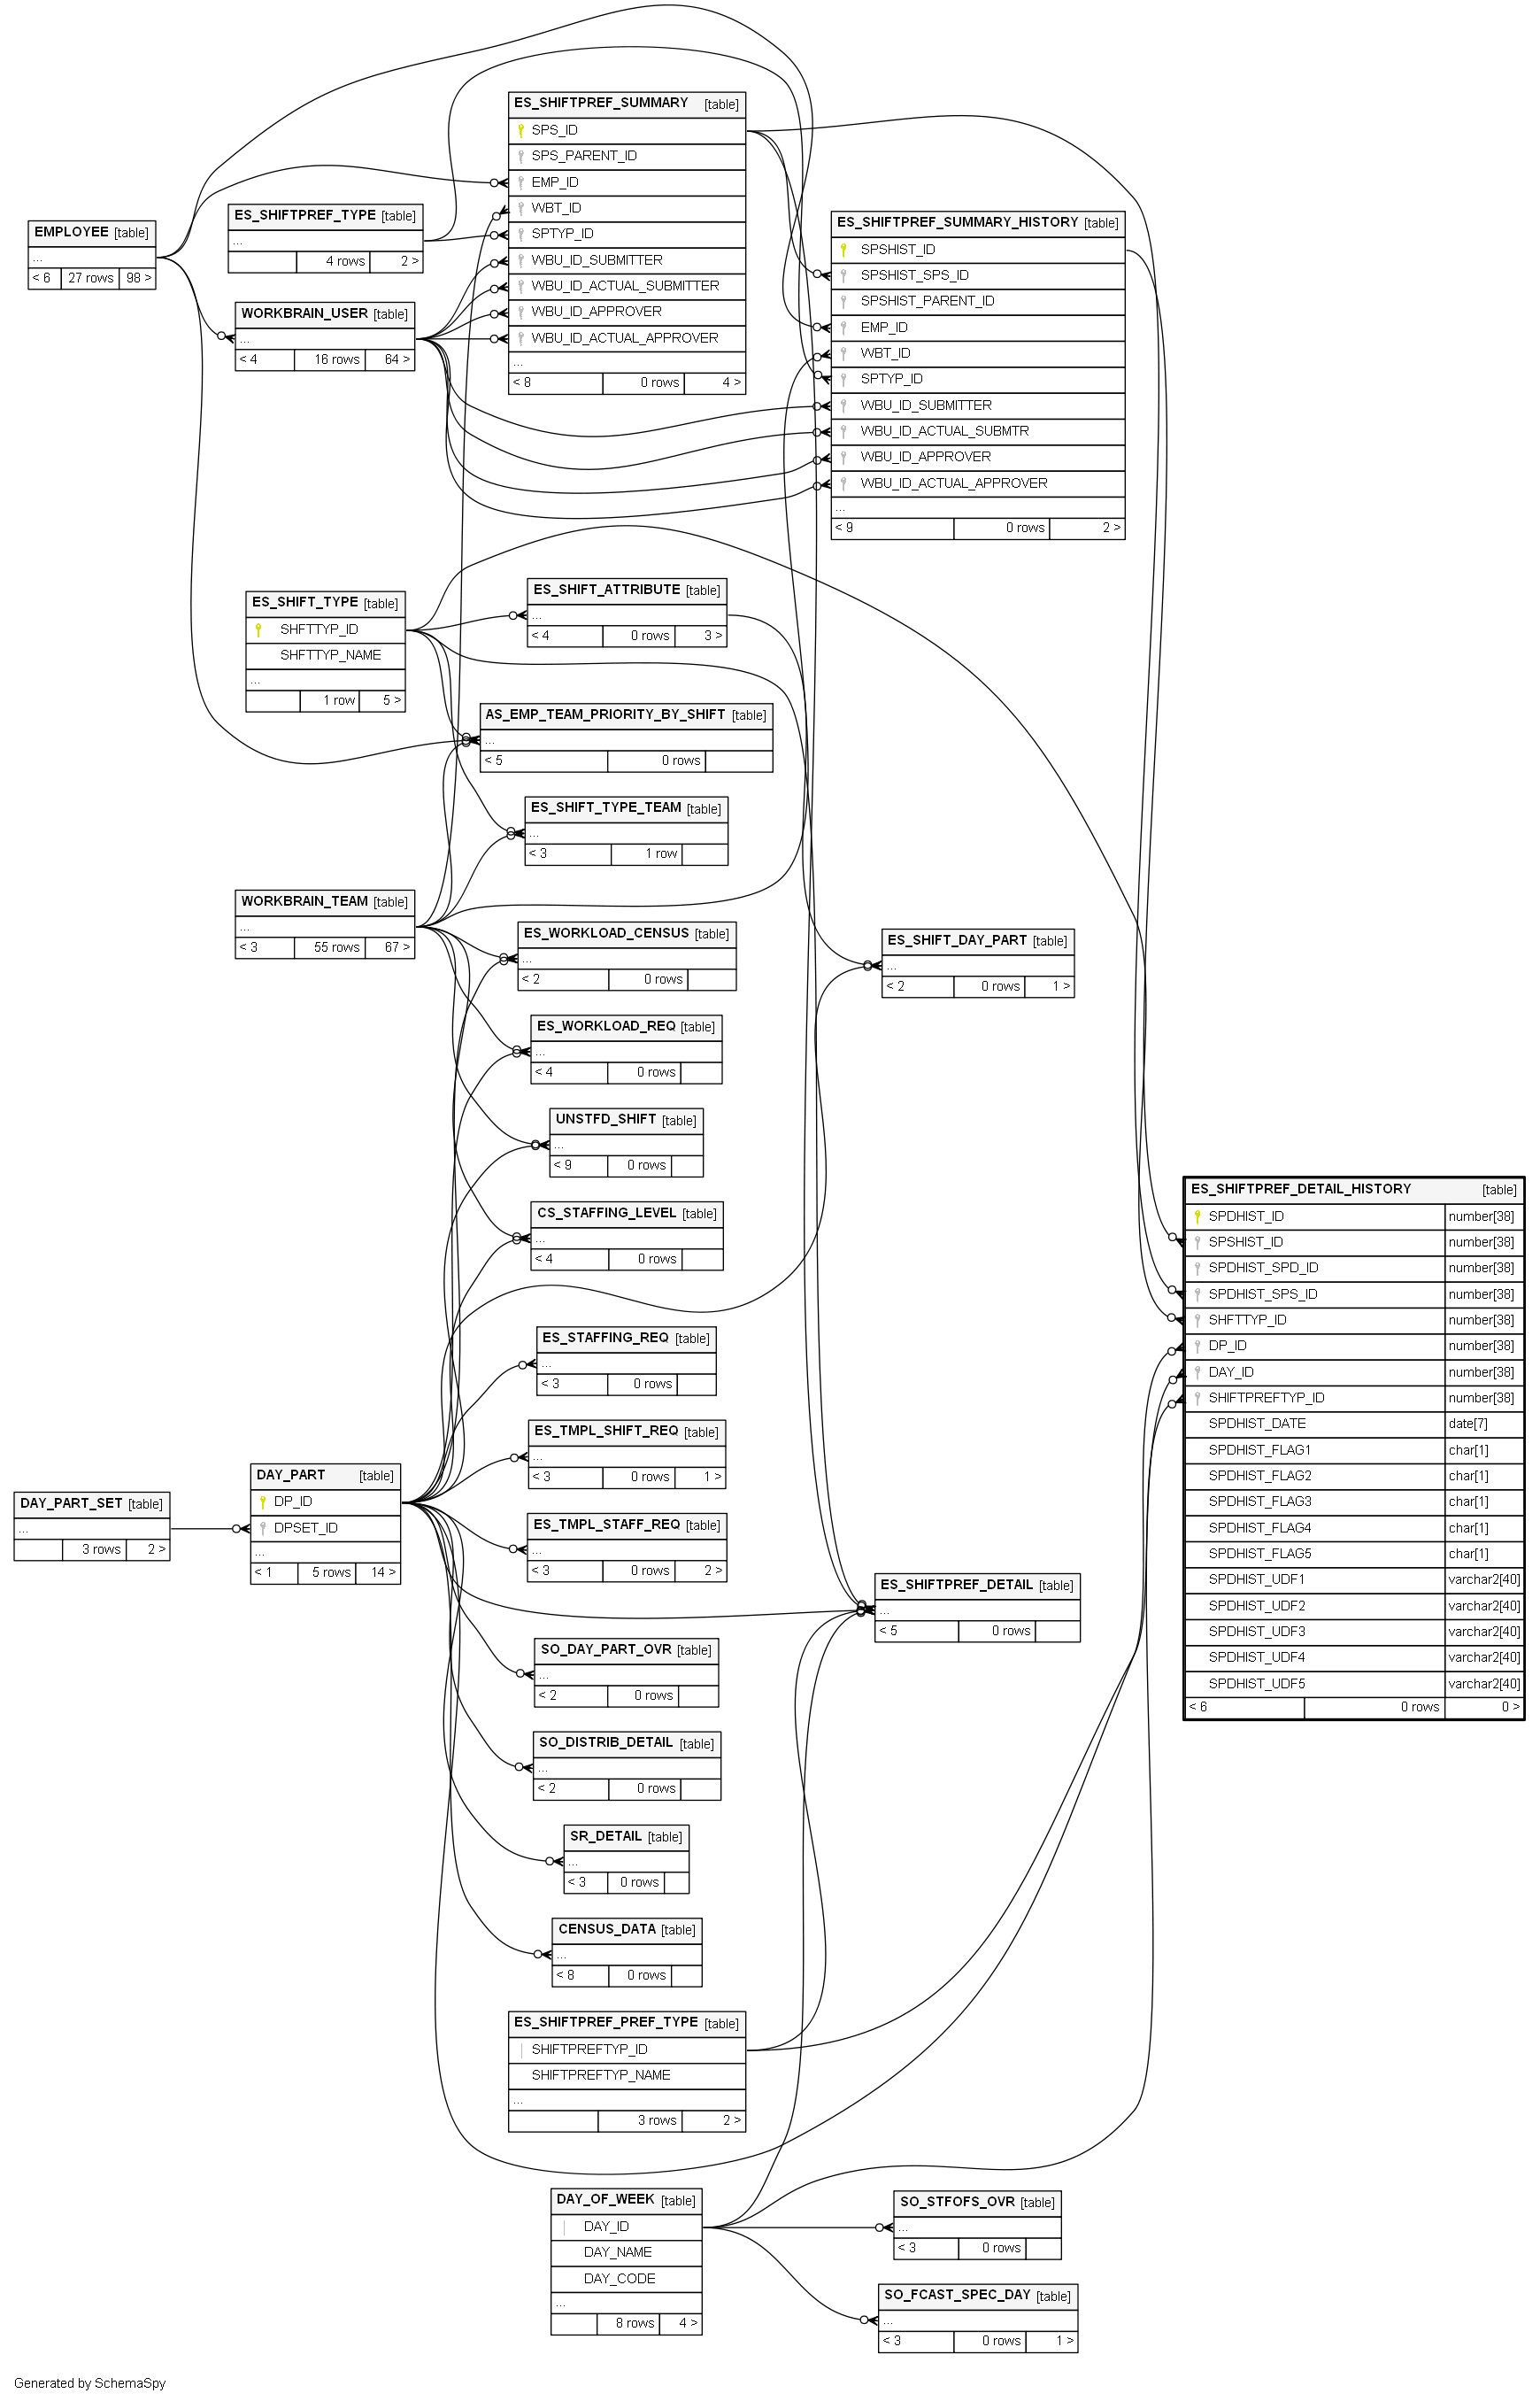 ES_SHIFTPREF_SUMMARY [table]
SPS_ID
SPS_PARENT_ID
EMP_ID
WBT_ID
SPTYP_ID
WBU_ID_SUBMITTER
WBU_ID_ACTUAL_SUBMITTER
WBU_ID_APPROVER
WBU_ID_ACTUAL_APPROVER
...
< 8 0 rows 4 >
ES_SHIFTPREF_TYPE [table]
...
4 rows 2 >
EMPLOYEE [table]
...
< 6 27 rows 98 >
WORKBRAIN_USER [table]
...
< 4 16 rows 64 >
ES_SHIFTPREF_SUMMARY_HISTORY [table]
SPSHIST_ID
SPSHIST_SPS_ID
SPSHIST_PARENT_ID
EMP_ID
WBT_ID
SPTYP_ID
WBU_ID_SUBMITTER
WBU_ID_ACTUAL_SUBMTR
WBU_ID_APPROVER
WBU_ID_ACTUAL_APPROVER
...
< 9 0 rows 2 >
ES_SHIFT_TYPE [table]
SHFTTYP_ID
SHFTTYP_NAME
...
1 row 5 >
ES_SHIFT_ATTRIBUTE [table]
...
< 4 0 rows 3 >
AS_EMP_TEAM_PRIORITY_BY_SHIFT [table]
...
< 5 0 rows
ES_SHIFT_TYPE_TEAM [table]
...
< 3 1 row
WORKBRAIN_TEAM [table]
...
< 3 55 rows 67 >
ES_WORKLOAD_CENSUS [table]
...
< 2 0 rows
ES_SHIFT_DAY_PART [table]
...
< 2 0 rows 1 >
ES_WORKLOAD_REQ [table]
...
< 4 0 rows
UNSTFD_SHIFT [table]
...
< 9 0 rows
CS_STAFFING_LEVEL [table]
...
< 4 0 rows
ES_SHIFTPREF_DETAIL_HISTORY [table]
SPDHIST_ID number[38]
SPSHIST_ID number[38]
SPDHIST_SPD_ID number[38]
SPDHIST_SPS_ID number[38]
SHFTTYP_ID number[38]
DP_ID number[38]
DAY_ID number[38]
SHIFTPREFTYP_ID number[38]
SPDHIST_DATE date[7]
SPDHIST_FLAG1 char[1]
SPDHIST_FLAG2 char[1]
SPDHIST_FLAG3 char[1]
SPDHIST_FLAG4 char[1]
SPDHIST_FLAG5 char[1]
SPDHIST_UDF1 varchar2[40]
SPDHIST_UDF2 varchar2[40]
SPDHIST_UDF3 varchar2[40]
SPDHIST_UDF4 varchar2[40]
SPDHIST_UDF5 varchar2[40]
< 6 0 rows 0 >
ES_STAFFING_REQ [table]
...
< 3 0 rows
ES_TMPL_SHIFT_REQ [table]
...
< 3 0 rows 1 >
DAY_PART [table]
DP_ID
DPSET_ID
...
< 1 5 rows 14 >
DAY_PART_SET [table]
...
3 rows 2 >
ES_TMPL_STAFF_REQ [table]
...
< 3 0 rows 2 >
ES_SHIFTPREF_DETAIL [table]
...
< 5 0 rows
SO_DAY_PART_OVR [table]
...
< 2 0 rows
SO_DISTRIB_DETAIL [table]
...
< 2 0 rows
SR_DETAIL [table]
...
< 3 0 rows
CENSUS_DATA [table]
...
< 8 0 rows
ES_SHIFTPREF_PREF_TYPE [table]
SHIFTPREFTYP_ID
SHIFTPREFTYP_NAME
...
3 rows 2 >
DAY_OF_WEEK [table]
DAY_ID
DAY_NAME
DAY_CODE
...
8 rows 4 >
SO_STFOFS_OVR [table]
...
< 3 0 rows
SO_FCAST_SPEC_DAY [table]
...
< 3 0 rows 1 >
Generated by SchemaSpy